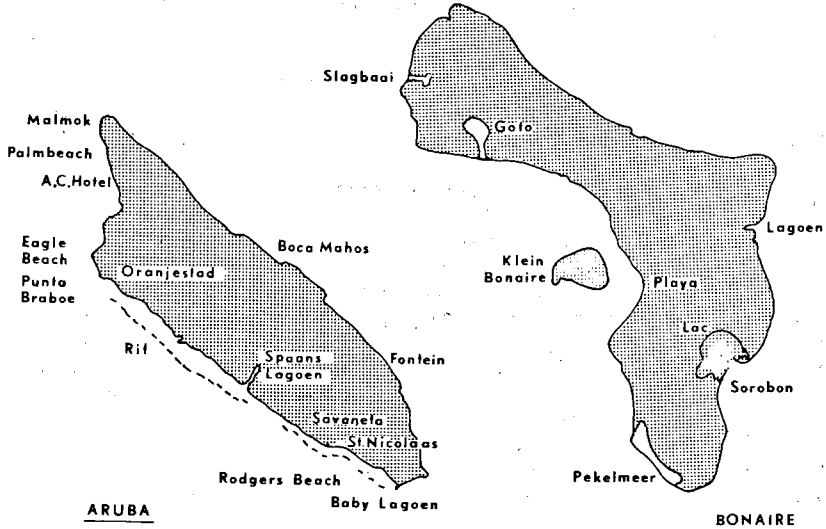 Slagbaai
Malmok
Goto
Palmbeach
A.C. Hotel
Lagoen
Eagle
Beach
Boca Mahos
Klein
Bonaire
Oranjestad
Punta
Braboe
Playa
Lac
Rif
Spaans
Lagoen
Fontein
Sorobon
Savaneta
St. Nicolaas
Rodgers Beach
Pekelmeer
Baby Lagoen
ARUBA
BONAIRE